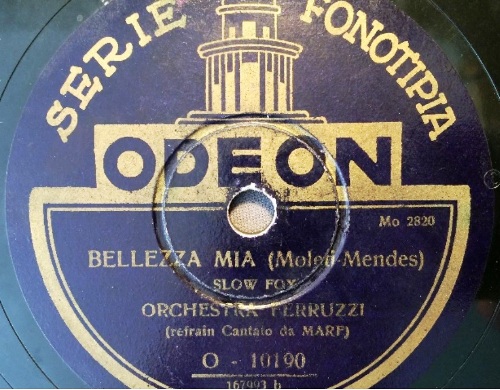 SERIE FONOTIPIA
ODEON
Mo 2820
BELLEZZA MIA (Moleti-Mendes)
SLOW FOX
ORCHESTRA FERRUZZI
(refrain Cantato da MARF)
O - 10190
167993 b